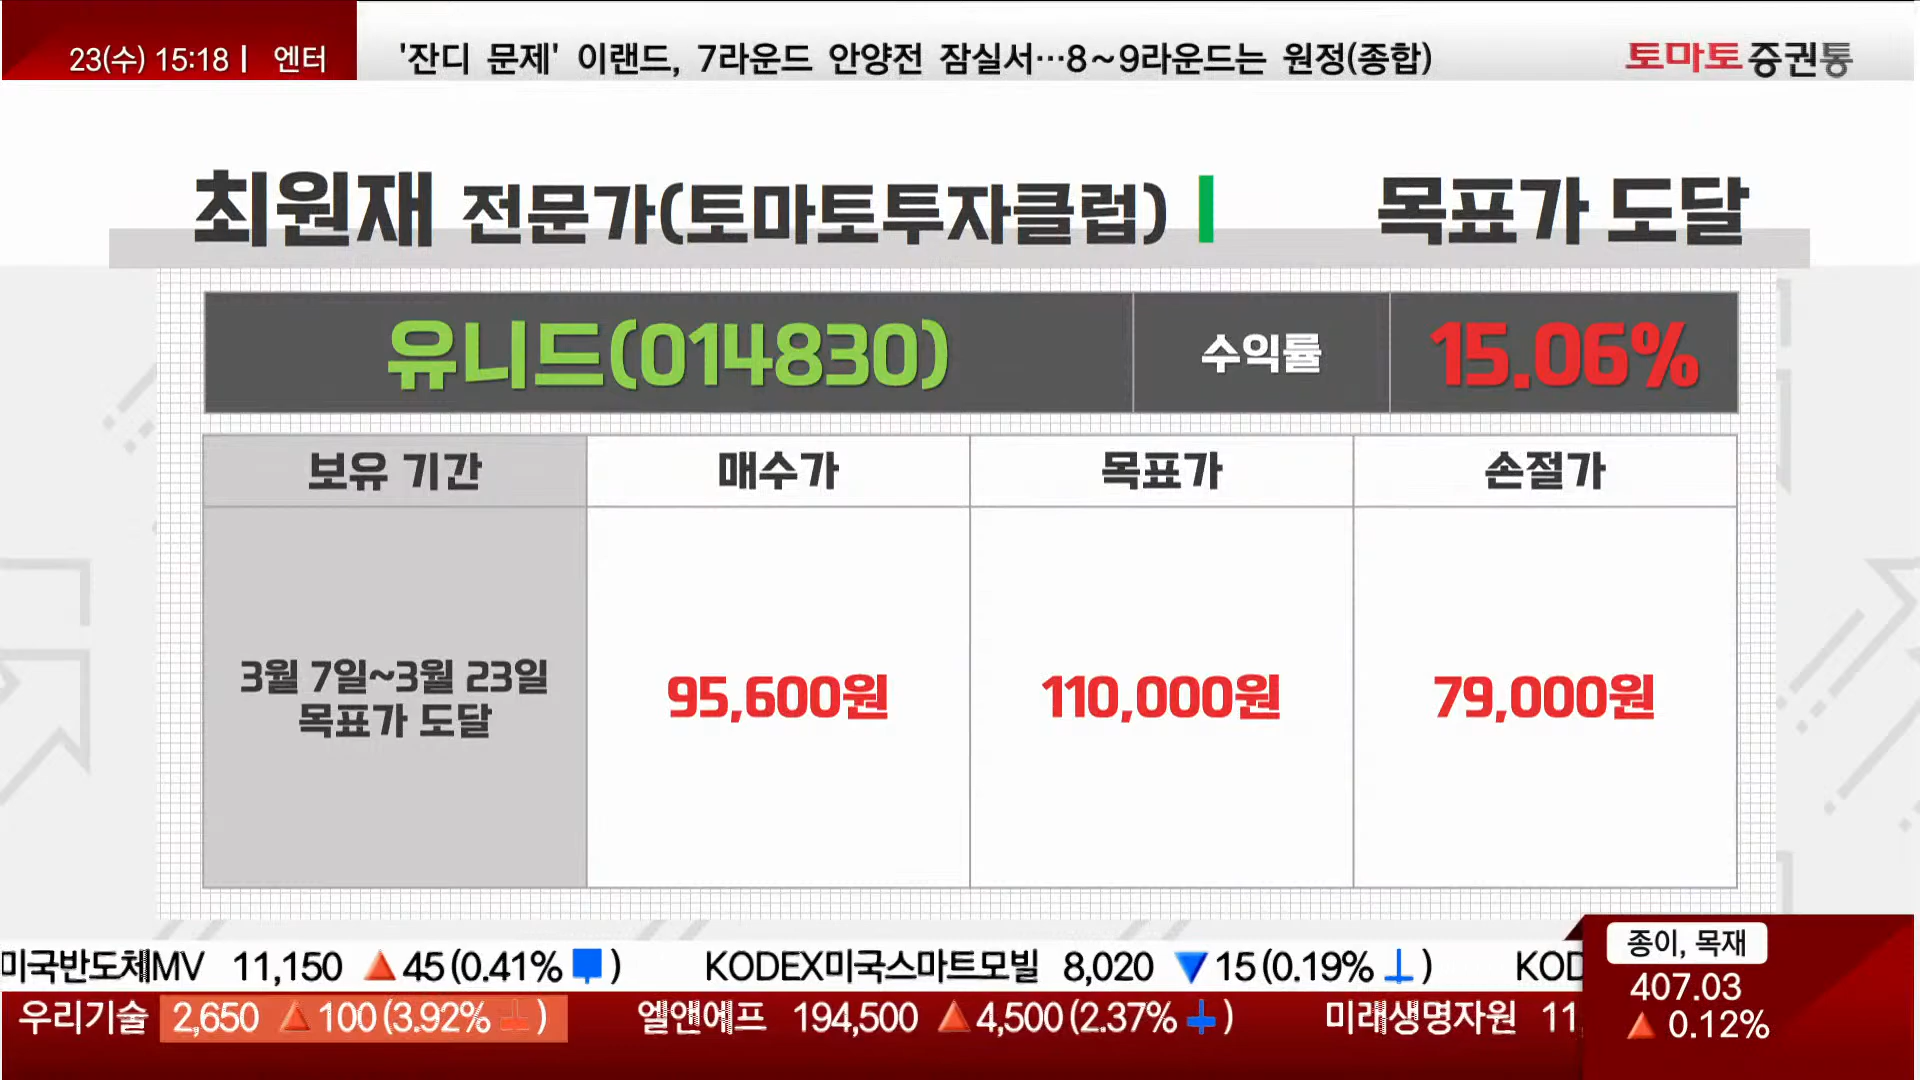 23(수) 15:18 | 엔터
'잔디 문제' 이랜드, 7라운드 안양전 잠실서…8~9라운드는 원정(종합)
토마토증권통
최원재 전문가(토마토투자클럽) | 목표가 도달
유니드(014830) 수익률 15.06%
보유 기간 매수가 목표가 손절가
3월 7일~3월 23일
목표가 도달
95,600원 110,000원 79,000원
미국반도체MV 11,150 ▲45(0.41% ) KODEX미국스마트모빌 8,020 ▼15(0.19% ) KOD
우리기술 2,650 ▲100(3.92% ) 엘앤에프 194,500 ▲4,500(2.37% ) 미래생명자원 11,
종이, 목재
407.03
▲ 0.12%